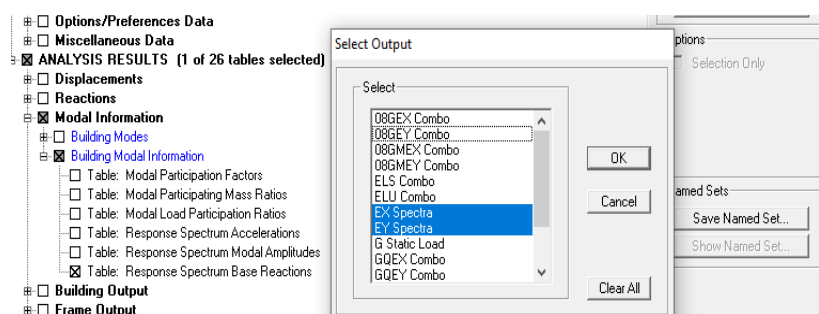 Options/Preferences Data
Miscellaneous Data
ANALYSIS RESULTS (1 of 26 tables selected)
Displacements
Reactions
Modal Information
Building Modes
Building Modal Information
Table: Modal Participation Factors
Table: Modal Participating Mass Ratios
Table: Modal Load Participation Ratios
Table: Response Spectrum Accelerations
Table: Response Spectrum Modal Amplitudes
Table: Response Spectrum Base Reactions
Building Output
Frame Output
Select Output
Select
08GEX Combo
08GEY Combo
08GMEX Combo
08GMEY Combo
ELS Combo
ELU Combo
EX Spectra
EY Spectra
G Static Load
GQEX Combo
GQEY Combo
OK
Cancel
Clear All
ptions
Selection Only
amed Sets
Save Named Set...
Show Named Set...